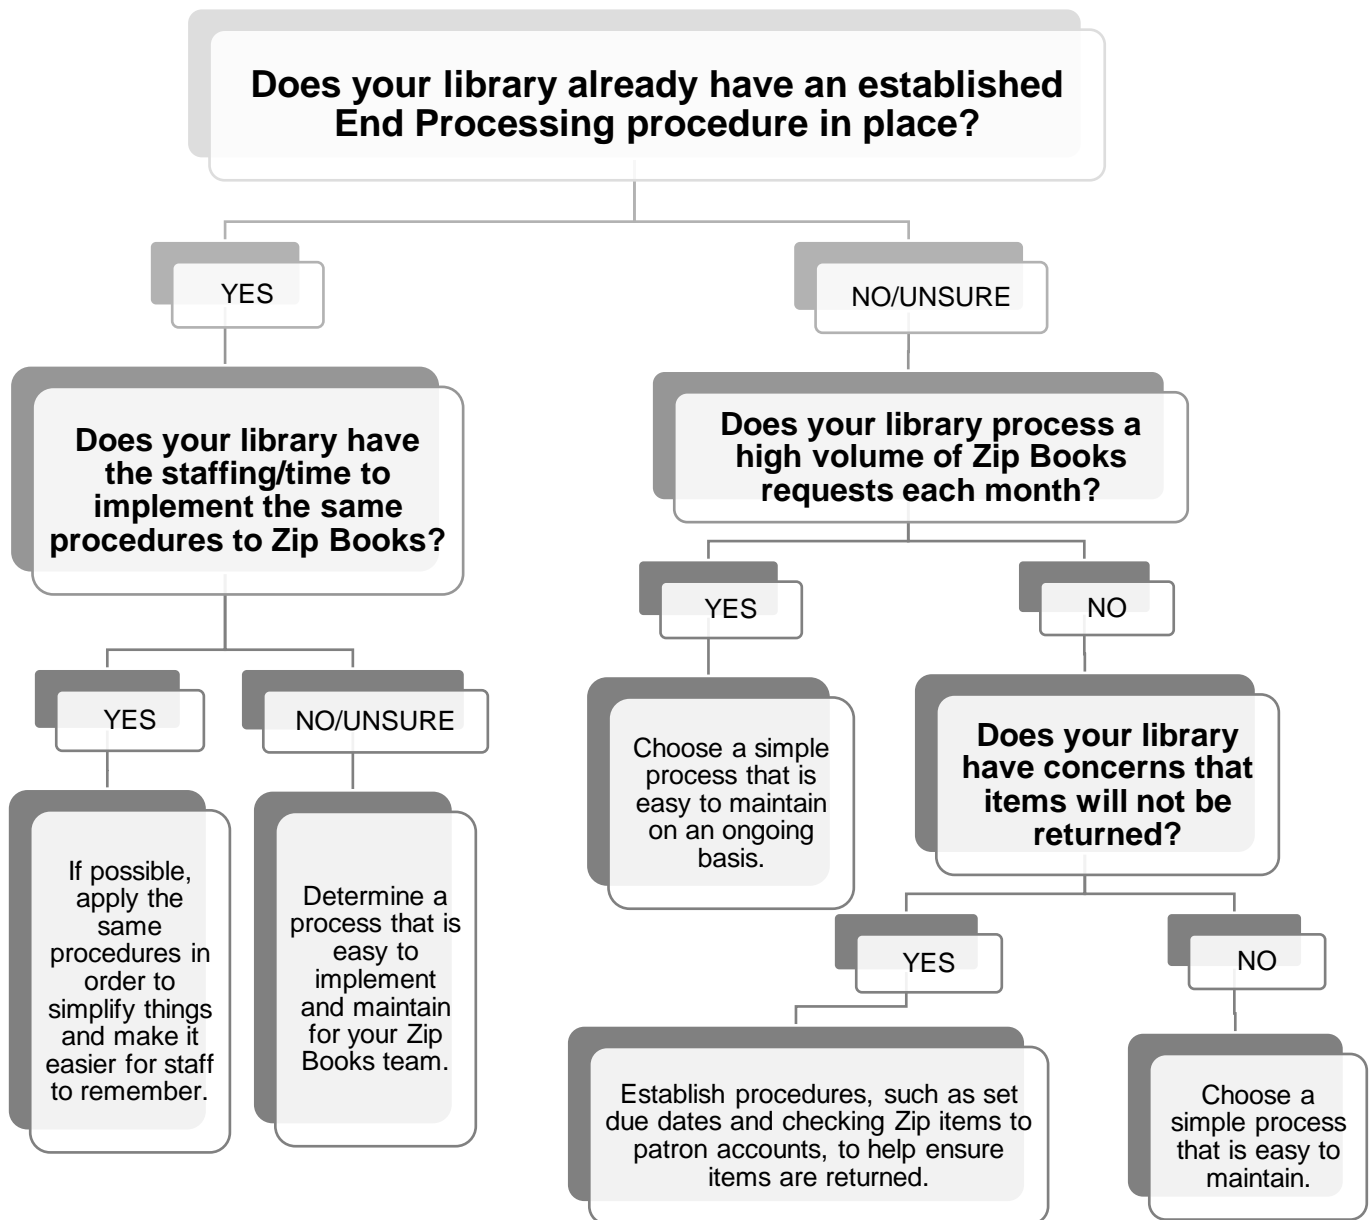 Does your library already have an established
End Processing procedure in place?
YES
NO/UNSURE
Does your library have
the staffing/time to
implement the same
procedures to Zip Books?
Does your library process a
high volume of Zip Books
requests each month?
YES
NO/UNSURE
YES
NO
If possible,
apply the
same
procedures in
order to
simplify things
and make it
easier for staff
to remember.
Determine a
process that is
easy to
implement
and maintain
for your Zip
Books team.
Choose a simple
process that is
easy to maintain
on an ongoing
basis.
Does your library
have concerns that
items will not be
returned?
YES
NO
Establish procedures, such as set
due dates and checking Zip items to
patron accounts, to help ensure
items are returned.
Choose a
simple process
that is easy to
maintain.